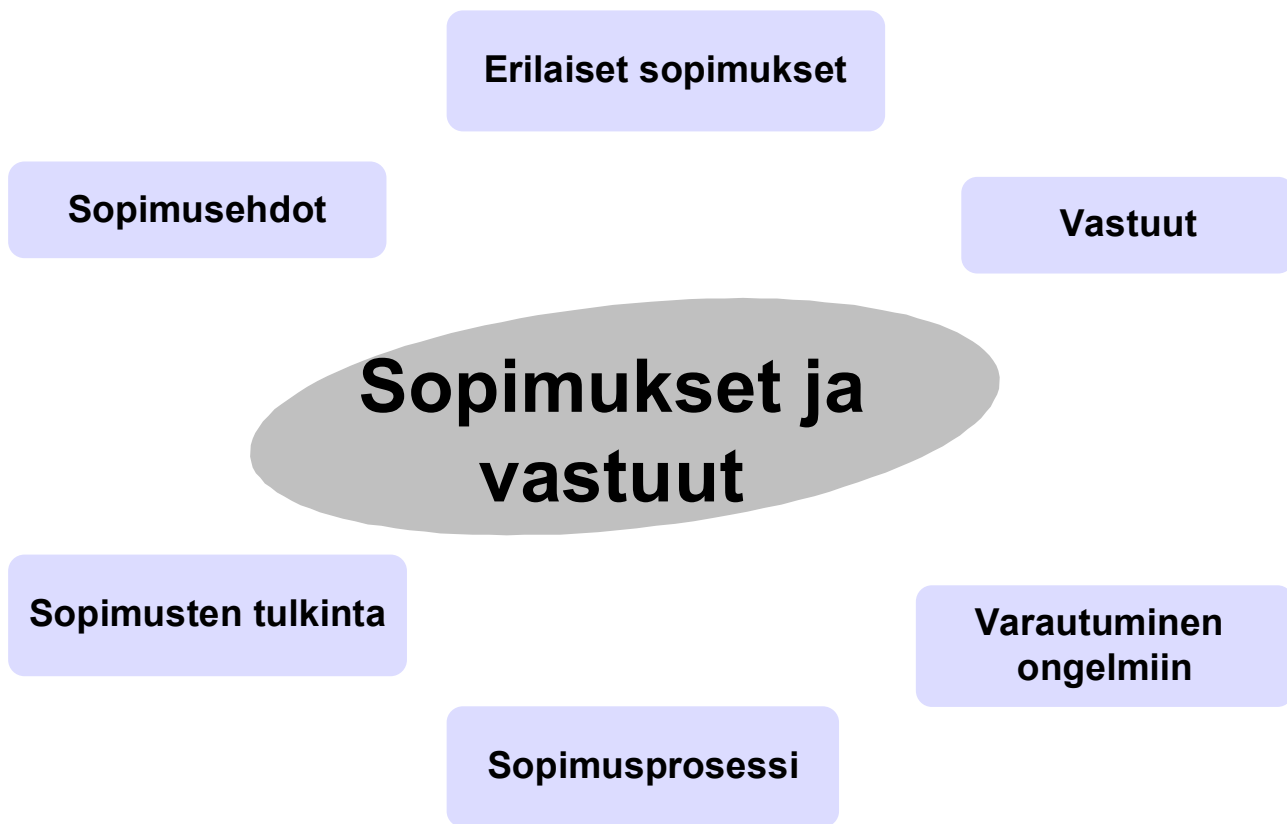 Erilaiset sopimukset
Sopimusehdot
Vastuut
Sopimukset ja
vastuut
Sopimusten tulkinta
Varautuminen
ongelmiin
Sopimusprosessi